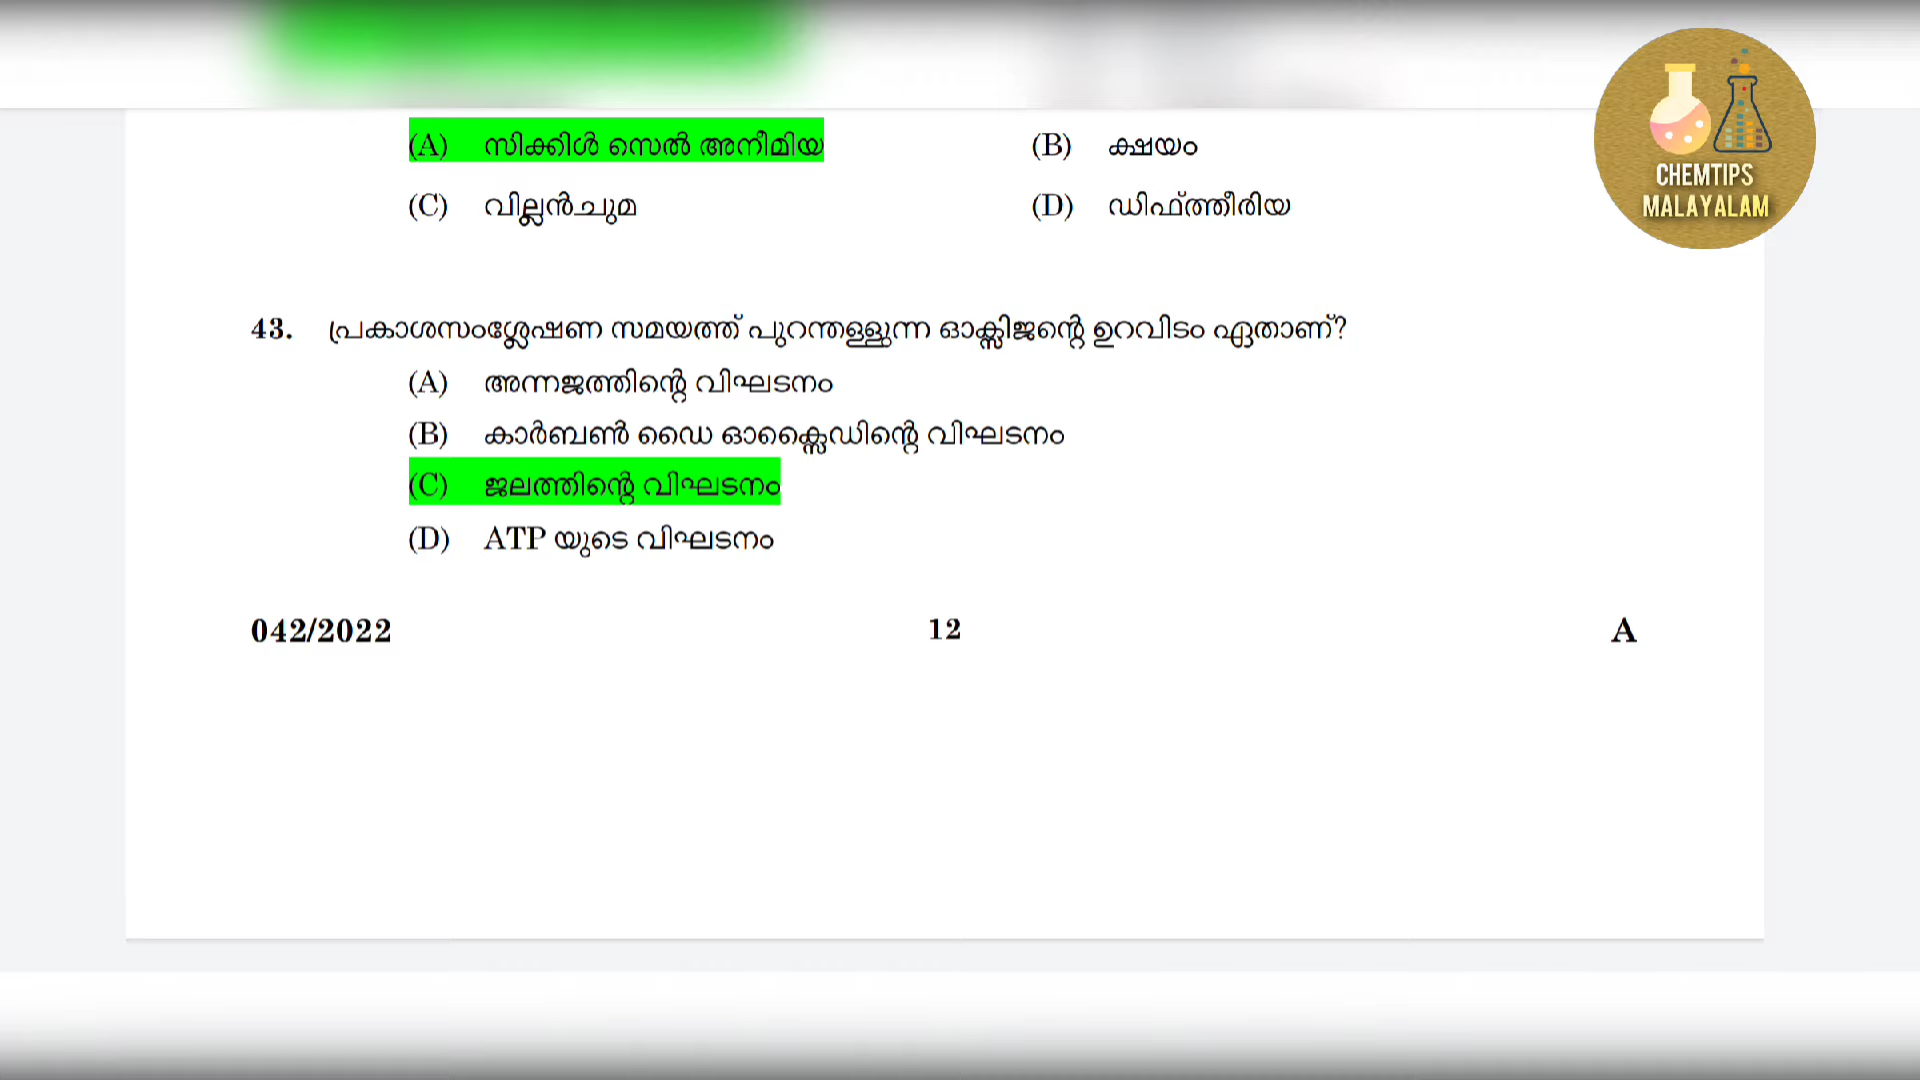 (A) സിക്കിൾ സെൽ അനീമിയ (B) ക്ഷയം
(C) വില്ലൻചുമ (D) ഡിഫ്ത്തീരിയ
CHEMTIPS
MALAYALAM
43. പ്രകാശസംശ്ലേഷണ സമയത്ത് പുറന്തള്ളുന്ന ഓക്സിജന്റെ ഉറവിടം ഏതാണ്?
(A) അന്നജത്തിന്റെ വിഘടനം
(B) കാർബൺ ഡൈ ഓക്സൈഡിന്റെ വിഘടനം
(C) ജലത്തിന്റെ വിഘടനം
(D) ATP യുടെ വിഘടനം
042/2022 12 A